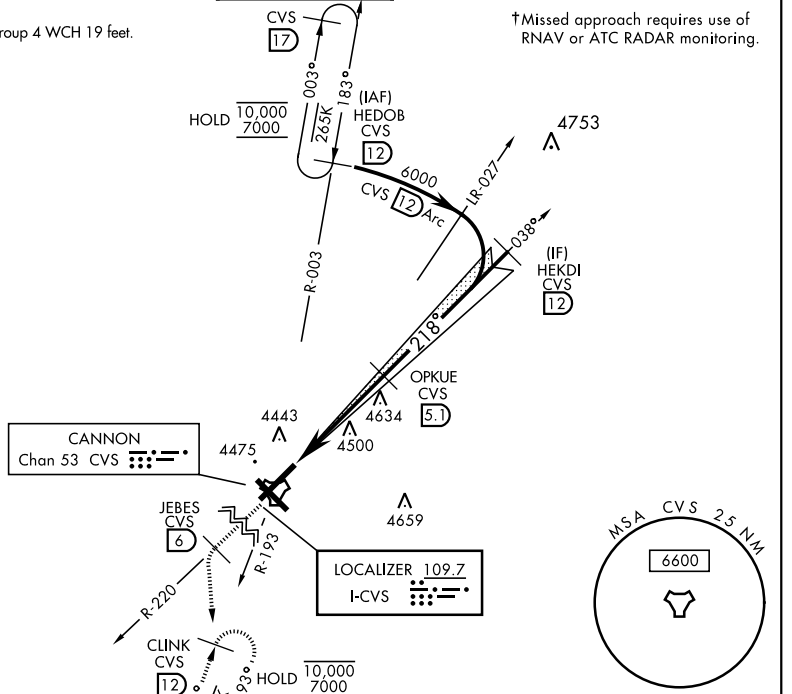 roup 4 WCH 19 feet.
†Missed approach requires use of
RNAV or ATC RADAR monitoring.
CVS
17
003°
183°
265K
HOLD 10,000
7000
(IAF)
HEDOB
CVS
12
6000
CVS 12 Arc
LR-027
4753
038°
(IF)
HEKDI
CVS
12
R-003
218°
OPKUE
CVS
5.1
4634
4500
4443
4475
CANNON
Chan 53 CVS
4659
JEBES
CVS
6
R-193
R-220
LOCALIZER 109.7
I-CVS
CLINK
CVS
12
93°
HOLD 10,000
7000
MSA CVS 25 NM
6600